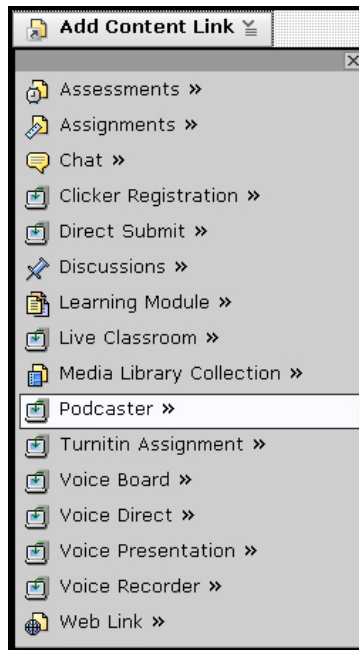 Add Content Link
Assessments »
Assignments »
Chat »
Clicker Registration »
Direct Submit »
Discussions »
Learning Module »
Live Classroom »
Media Library Collection »
Podcaster »
Turnitin Assignment »
Voice Board »
Voice Direct »
Voice Presentation »
Voice Recorder »
Web Link »